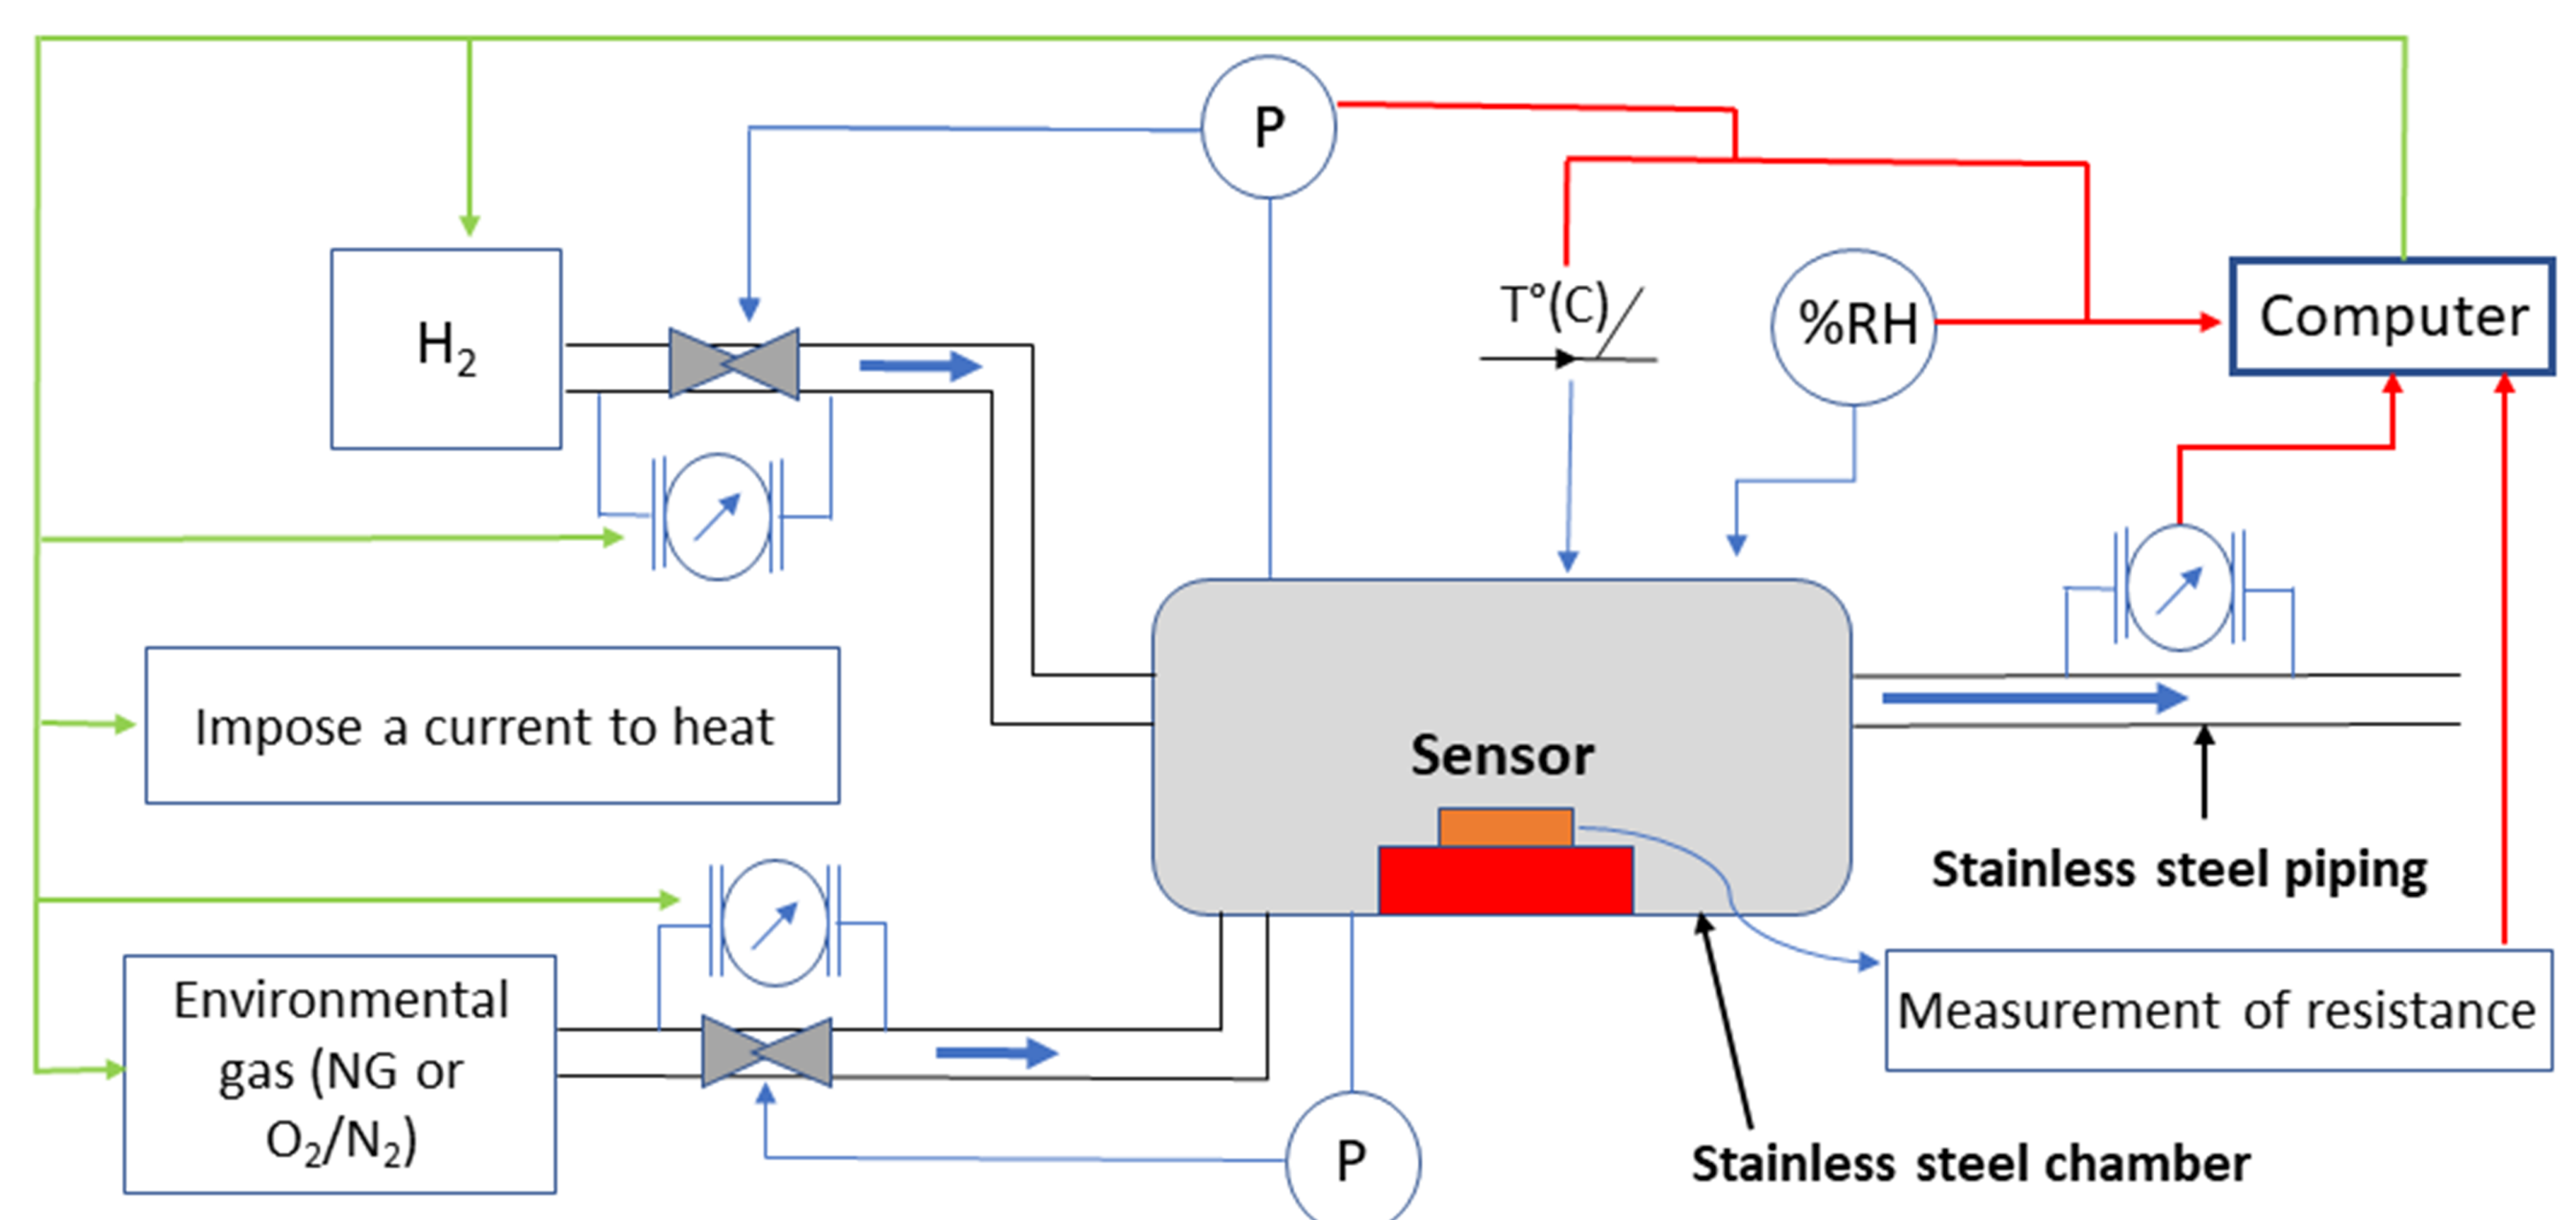 P
T°(C)
%RH
Computer
H₂
Impose a current to heat
Sensor
Stainless steel piping
Environmental
gas (NG or
O₂/N₂)
Measurement of resistance
P
Stainless steel chamber